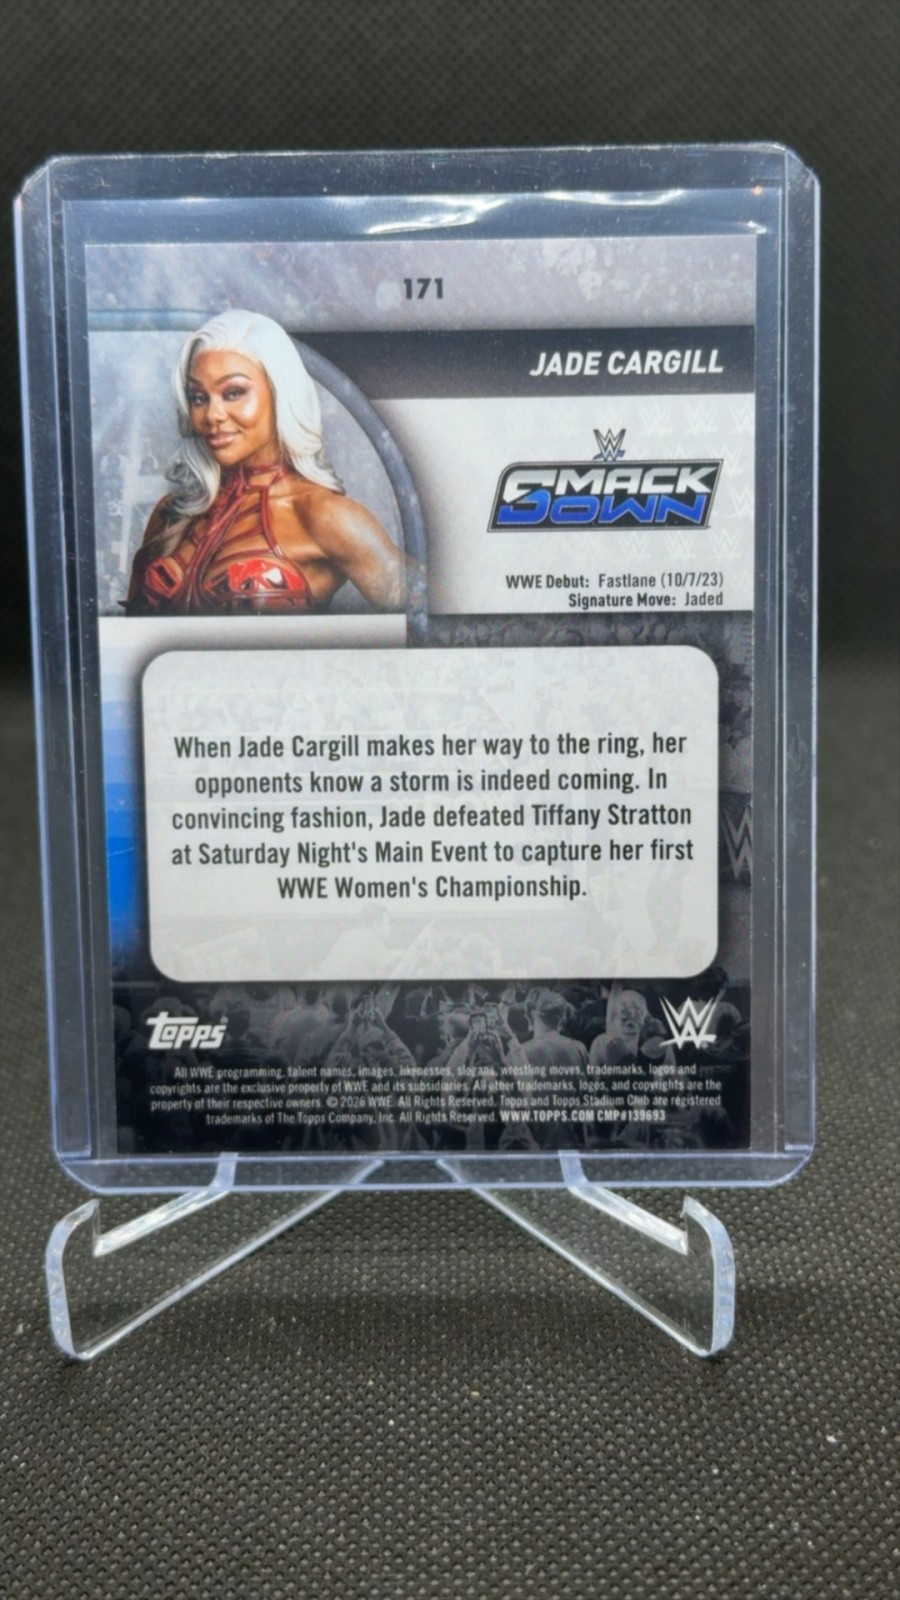 171
JADE CARGILL
W
SMACK
DOWN
WWE Debut: Fastlane (10/7/23)
Signature Move: Jaded
When Jade Cargill makes her way to the ring, her
opponents know a storm is indeed coming. In
convincing fashion, Jade defeated Tiffany Stratton
at Saturday Night's Main Event to capture her first
WWE Women's Championship.
Topps
W
All WWE programming, talent names, images, likenesses, slogans, wrestling moves, trademarks, logos and
copyrights are the exclusive property of WWE and its subsidiaries. All other trademarks, logos, and copyrights are the
property of their respective owners. © 2026 WWE. All Rights Reserved. Topps and Topps Stadium Club are registered
trademarks of The Topps Company, Inc. All Rights Reserved. WWW.TOPPS.COM CMP#139693